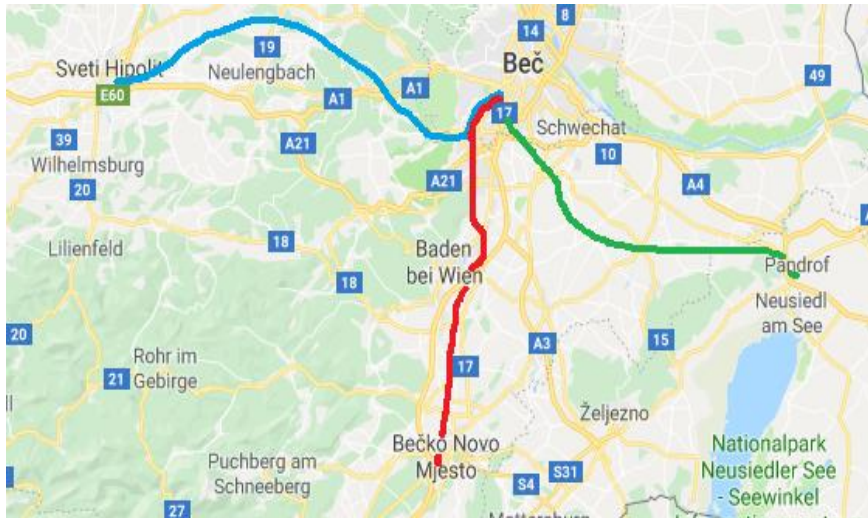 8
14
Beč
19
Sveti Hipolit
Neulengbach
49
A1
A1
E60
17
Schwechat
39
A21
10
Wilhelmsburg
20
A21
A4
Lilienfeld
18
Baden
bei Wien
18
Pandrof
Neusiedl
am See
20
A3
15
Rohr im
Gebirge
21
17
Željezno
Bečko Novo
Mjesto
Puchberg am
Schneeberg
Nationalpark
Neusiedler See
- Seewinkel
S31
S4
27